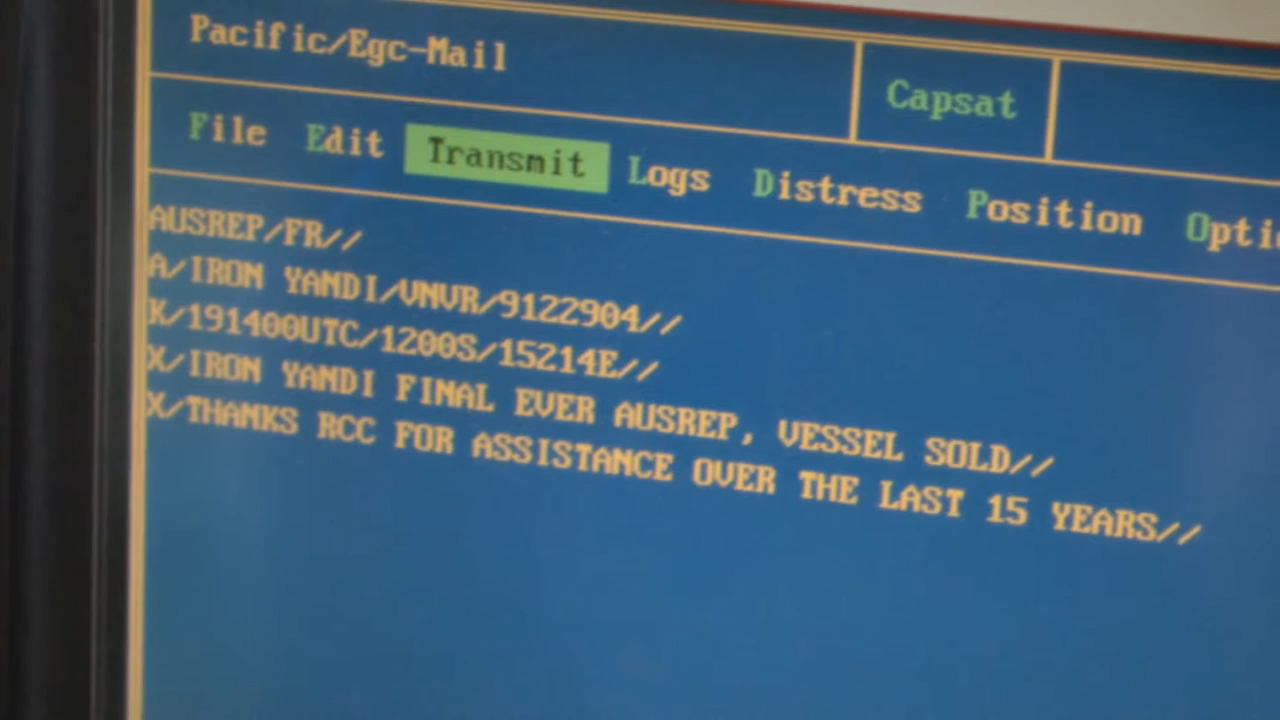 Pacific/Egc-Mail
Capsat
File Edit Transmit Logs Distress Position Optio
AUSREP/FR//
A/IRON YANDI/VNVR/9122904//
K/191400UTC/1200S/15214E//
X/IRON YANDI FINAL EVER AUSREP, VESSEL SOLD//
X/THANKS RCC FOR ASSISTANCE OVER THE LAST 15 YEARS//